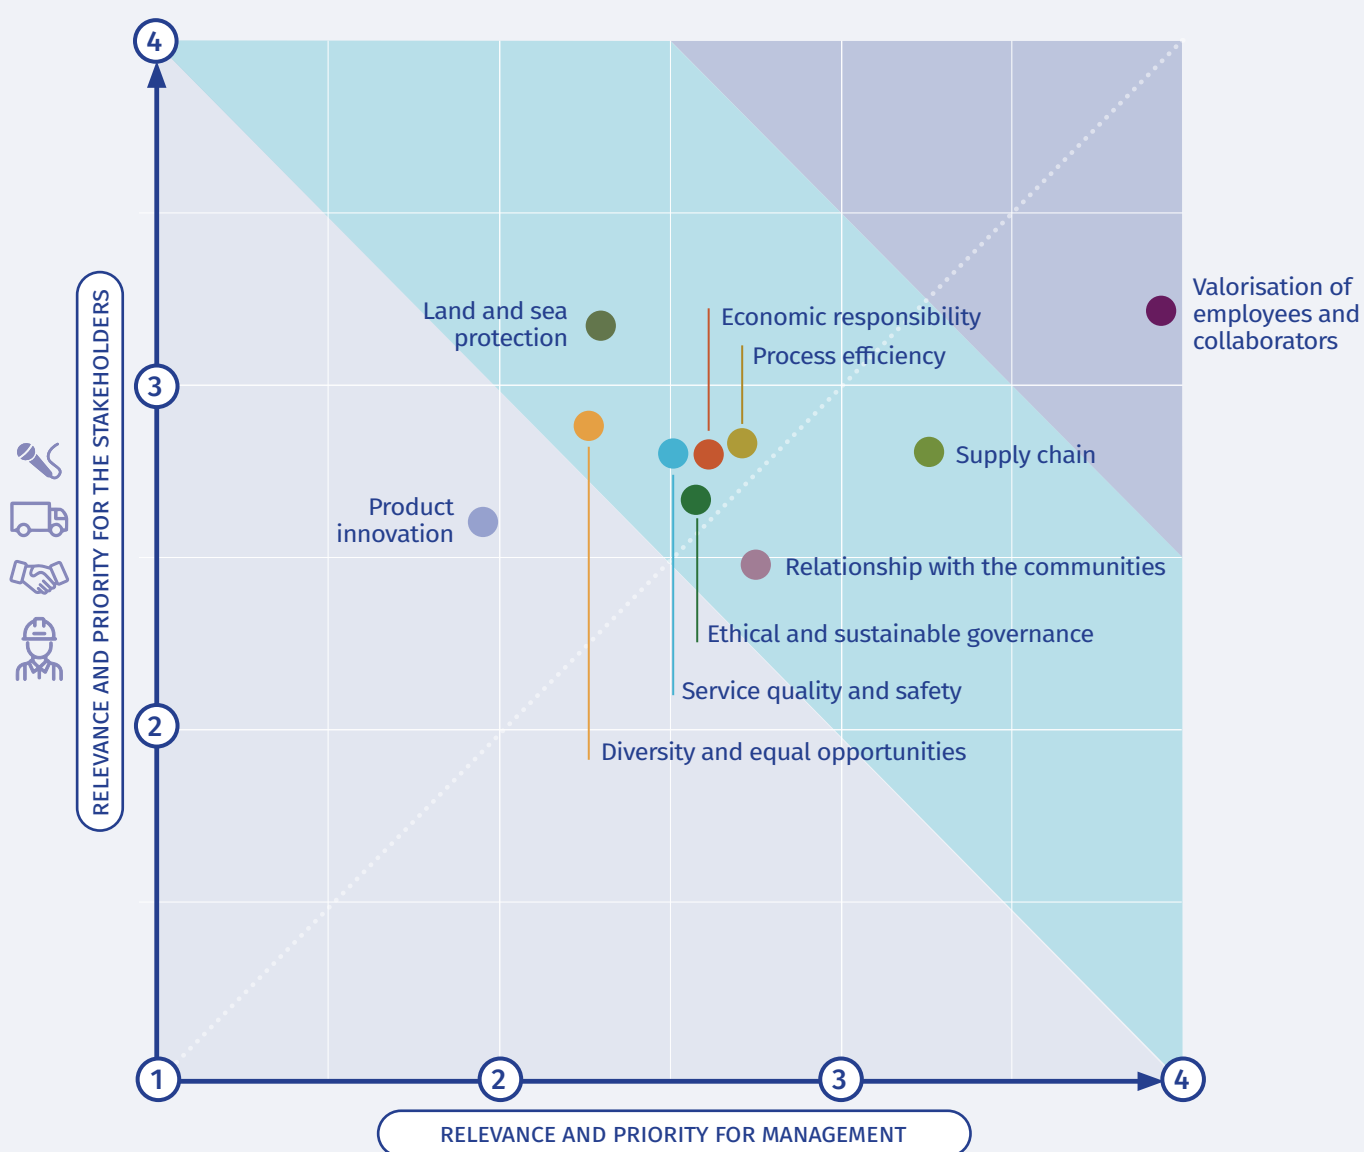 4
Valorisation of
employees and
collaborators
Land and sea
protection
Economic responsibility
Process efficiency
3
Supply chain
Product
innovation
Relationship with the communities
Ethical and sustainable governance
Service quality and safety
2
Diversity and equal opportunities
RELEVANCE AND PRIORITY FOR THE STAKEHOLDERS
1
2
3
4
RELEVANCE AND PRIORITY FOR MANAGEMENT